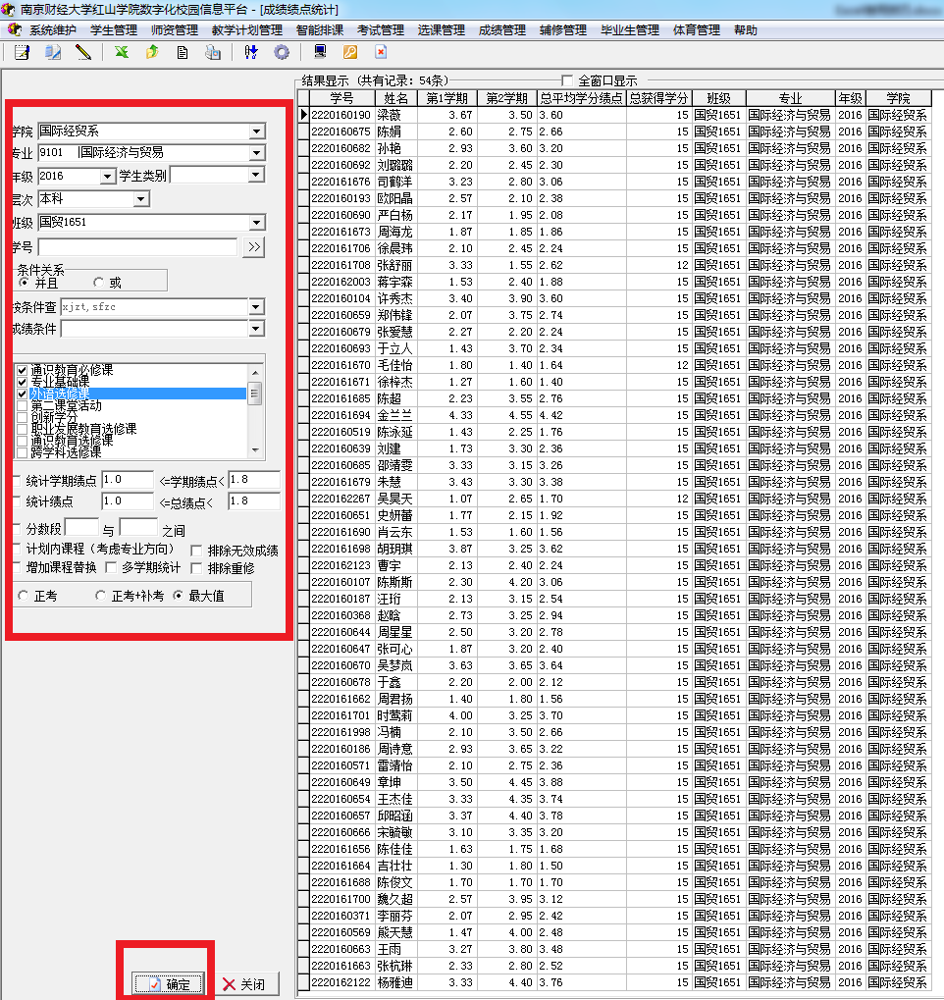 南京财经大学红山学院数字化校园信息平台 - [成绩绩点统计]
系统维护 学生管理 师资管理 教学计划管理 智能排课 考试管理 选课管理 成绩管理 辅修管理 毕业生管理 体育管理 帮助
学院 国际经贸系
专业 9101 |国际经济与贸易
年级 2016 学生类别
层次 本科
班级 国贸1651
学号 >>
条件关系
并且 或
按条件查 xjzt,sfzc
成绩条件
通识教育必修课
专业基础课
外语选修课
第二课堂活动
创新学分
职业发展教育选修课
通识教育选修课
跨学科选修课
统计学期绩点 1.0 <=学期绩点< 1.8
统计绩点 1.0 <=总绩点< 1.8
分数段 与 之间
计划内课程（考虑专业方向） 排除无效成绩
增加课程替换 多学期统计 排除重修
正考 正考+补考 最大值
确定 关闭
结果显示（共有记录: 54条） 全窗口显示
学号 姓名 第1学期 第2学期 总平均学分绩点 总获得学分 班级 专业 年级 学院
2220160190 梁薇 3.67 3.50 3.60 15 国贸1651 国际经济与贸易 2016 国际经贸系
2220160675 陈娟 2.60 2.75 2.66 15 国贸1651 国际经济与贸易 2016 国际经贸系
2220160682 孙艳 2.93 3.60 3.20 15 国贸1651 国际经济与贸易 2016 国际经贸系
2220160692 刘璐璐 2.20 2.45 2.30 15 国贸1651 国际经济与贸易 2016 国际经贸系
2220161676 司鹤洋 3.23 2.80 3.06 15 国贸1651 国际经济与贸易 2016 国际经贸系
2220160193 欧阳晶 2.57 2.10 2.38 15 国贸1651 国际经济与贸易 2016 国际经贸系
2220160690 严白杨 2.17 1.95 2.08 15 国贸1651 国际经济与贸易 2016 国际经贸系
2220161673 周海龙 1.87 1.85 1.86 15 国贸1651 国际经济与贸易 2016 国际经贸系
2220161706 徐晨玮 2.10 2.45 2.24 15 国贸1651 国际经济与贸易 2016 国际经贸系
2220161708 张舒丽 3.33 1.55 2.62 12 国贸1651 国际经济与贸易 2016 国际经贸系
2220162003 蒋宇霖 1.53 2.40 1.88 15 国贸1651 国际经济与贸易 2016 国际经贸系
2220160104 许秀杰 3.40 3.90 3.60 15 国贸1651 国际经济与贸易 2016 国际经贸系
2220160659 郑伟锋 2.07 3.75 2.74 15 国贸1651 国际经济与贸易 2016 国际经贸系
2220160679 张爱慧 2.27 2.20 2.24 15 国贸1651 国际经济与贸易 2016 国际经贸系
2220160693 于立人 1.43 3.70 2.34 15 国贸1651 国际经济与贸易 2016 国际经贸系
2220161670 毛佳怡 1.80 1.40 1.64 12 国贸1651 国际经济与贸易 2016 国际经贸系
2220161671 徐梓杰 1.27 1.60 1.40 15 国贸1651 国际经济与贸易 2016 国际经贸系
2220161685 陈超 2.23 3.55 2.76 15 国贸1651 国际经济与贸易 2016 国际经贸系
2220161694 金兰兰 4.33 4.55 4.42 15 国贸1651 国际经济与贸易 2016 国际经贸系
2220160519 陈泳延 1.43 2.25 1.76 15 国贸1651 国际经济与贸易 2016 国际经贸系
2220160639 刘建 1.73 3.30 2.36 15 国贸1651 国际经济与贸易 2016 国际经贸系
2220160685 邵靖雯 3.33 3.15 3.26 15 国贸1651 国际经济与贸易 2016 国际经贸系
2220161679 朱慧 3.43 3.30 3.38 15 国贸1651 国际经济与贸易 2016 国际经贸系
2220162267 吴昊天 1.07 2.65 1.70 12 国贸1651 国际经济与贸易 2016 国际经贸系
2220160651 史妍蕾 1.77 2.15 1.92 15 国贸1651 国际经济与贸易 2016 国际经贸系
2220161690 肖云东 1.53 1.60 1.56 15 国贸1651 国际经济与贸易 2016 国际经贸系
2220161698 胡玥琪 3.87 3.25 3.62 15 国贸1651 国际经济与贸易 2016 国际经贸系
2220162123 曹宇 2.13 2.40 2.24 15 国贸1651 国际经济与贸易 2016 国际经贸系
2220160107 陈斯斯 2.30 4.20 3.06 15 国贸1651 国际经济与贸易 2016 国际经贸系
2220160187 汪珩 2.13 3.15 2.54 15 国贸1651 国际经济与贸易 2016 国际经贸系
2220160368 赵晗 2.73 3.25 2.94 15 国贸1651 国际经济与贸易 2016 国际经贸系
2220160644 周星星 2.50 3.20 2.78 15 国贸1651 国际经济与贸易 2016 国际经贸系
2220160647 张可心 1.87 3.20 2.40 15 国贸1651 国际经济与贸易 2016 国际经贸系
2220160670 吴梦岚 3.63 3.65 3.64 15 国贸1651 国际经济与贸易 2016 国际经贸系
2220160678 于鑫 2.20 2.00 2.12 15 国贸1651 国际经济与贸易 2016 国际经贸系
2220161662 周君扬 1.40 1.80 1.56 15 国贸1651 国际经济与贸易 2016 国际经贸系
2220161701 时莺莉 4.00 3.25 3.70 15 国贸1651 国际经济与贸易 2016 国际经贸系
2220161998 冯楠 2.10 3.50 2.66 15 国贸1651 国际经济与贸易 2016 国际经贸系
2220160186 周诗意 2.93 3.65 3.22 15 国贸1651 国际经济与贸易 2016 国际经贸系
2220160571 雷靖怡 2.10 2.75 2.36 15 国贸1651 国际经济与贸易 2016 国际经贸系
2220160649 章坤 3.50 4.45 3.88 15 国贸1651 国际经济与贸易 2016 国际经贸系
2220160654 王杰佳 3.33 4.35 3.74 15 国贸1651 国际经济与贸易 2016 国际经贸系
2220160657 邱昭涵 3.37 4.40 3.78 15 国贸1651 国际经济与贸易 2016 国际经贸系
2220160666 宋毓敏 3.10 3.35 3.20 15 国贸1651 国际经济与贸易 2016 国际经贸系
2220161656 陈佳佳 1.63 1.75 1.68 15 国贸1651 国际经济与贸易 2016 国际经贸系
2220161664 吉壮壮 1.30 1.80 1.50 15 国贸1651 国际经济与贸易 2016 国际经贸系
2220161688 陈俊文 1.70 1.70 1.70 15 国贸1651 国际经济与贸易 2016 国际经贸系
2220161700 魏久超 2.57 3.95 3.12 15 国贸1651 国际经济与贸易 2016 国际经贸系
2220160371 李丽芬 2.07 2.95 2.42 15 国贸1651 国际经济与贸易 2016 国际经贸系
2220160569 熊天慧 1.47 4.00 2.48 15 国贸1651 国际经济与贸易 2016 国际经贸系
2220160663 王雨 3.27 3.80 3.48 15 国贸1651 国际经济与贸易 2016 国际经贸系
2220161663 张杭琳 2.33 2.80 2.52 15 国贸1651 国际经济与贸易 2016 国际经贸系
2220162122 杨雅迪 3.33 4.40 3.76 15 国贸1651 国际经济与贸易 2016 国际经贸系